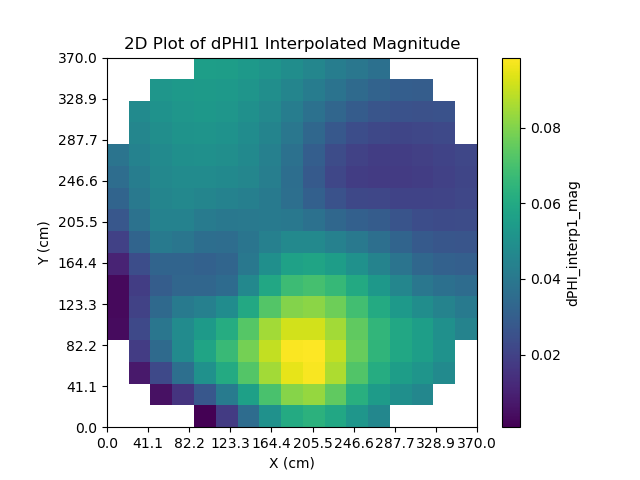 2D Plot of dPHI1 Interpolated Magnitude
370.0
328.9
287.7
246.6
205.5
164.4
123.3
82.2
41.1
0.0
Y (cm)
0.0 41.1 82.2 123.3 164.4 205.5 246.6 287.7 328.9 370.0
X (cm)
0.08
0.06
0.04
0.02
dPHI_interp1_mag